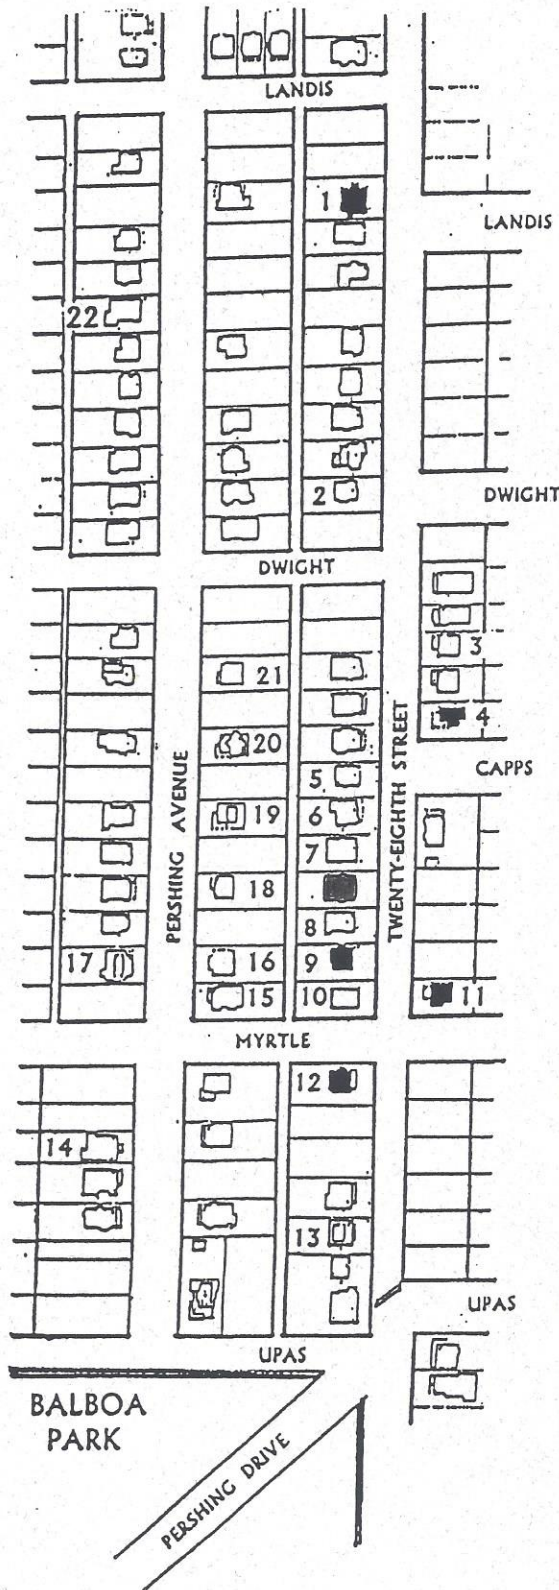 LANDIS
1
LANDIS
22
2
DWIGHT
DWIGHT
3
21
4
20
CAPPS
5
PERSHING AVENUE
TWENTY-EIGHTH STREET
19
6
7
18
8
17
16
9
15
10
11
MYRTLE
12
14
13
UPAS
UPAS
BALBOA
PARK
PERSHING DRIVE